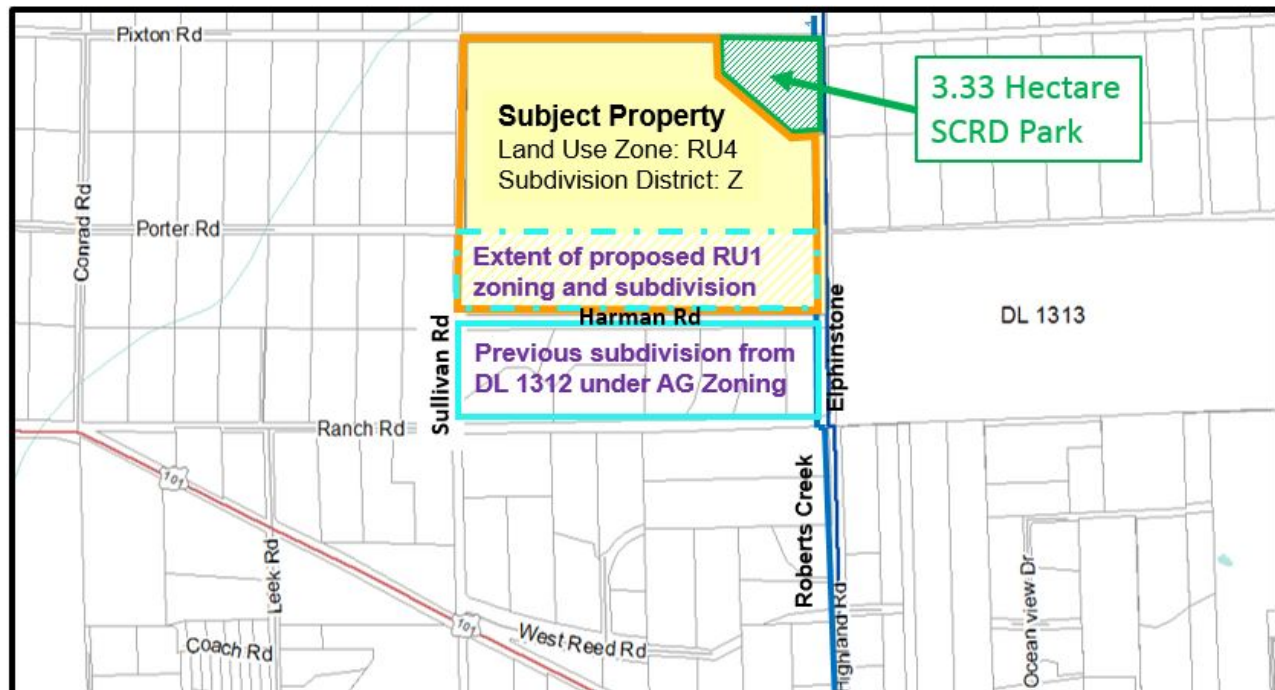 Pixton Rd
3.33 Hectare
SCRD Park
Subject Property
Land Use Zone: RU4
Subdivision District: Z
Conrad Rd
Porter Rd
Extent of proposed RU1
zoning and subdivision
Harman Rd
Elphinstone
DL 1313
Sullivan Rd
Previous subdivision from
DL 1312 under AG Zoning
Ranch Rd
101
Roberts Creek
Leek Rd
101
West Reed Rd
Coach Rd
Highland Rd
Ocean view Dr